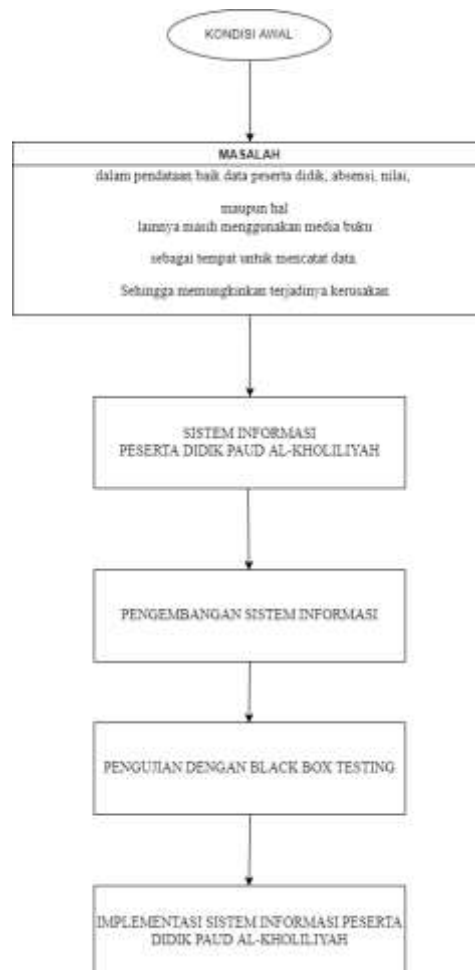 KONDISI AWAL
MASALAH
dalam pendataan baik data peserta didik, absensi, nilai,
maupun hal
lainnya masih menggunakan media buku
sebagai tempat untuk mencatat data.
Sehingga memungkinkan terjadinya kerusakan
SISTEM INFORMASI
PESERTA DIDIK PAUD AL-KHOLILIYAH
PENGEMBANGAN SISTEM INFORMASI
PENGUJIAN DENGAN BLACK BOX TESTING
IMPLEMENTASI SISTEM INFORMASI PESERTA
DIDIK PAUD AL-KHOLILIYAH